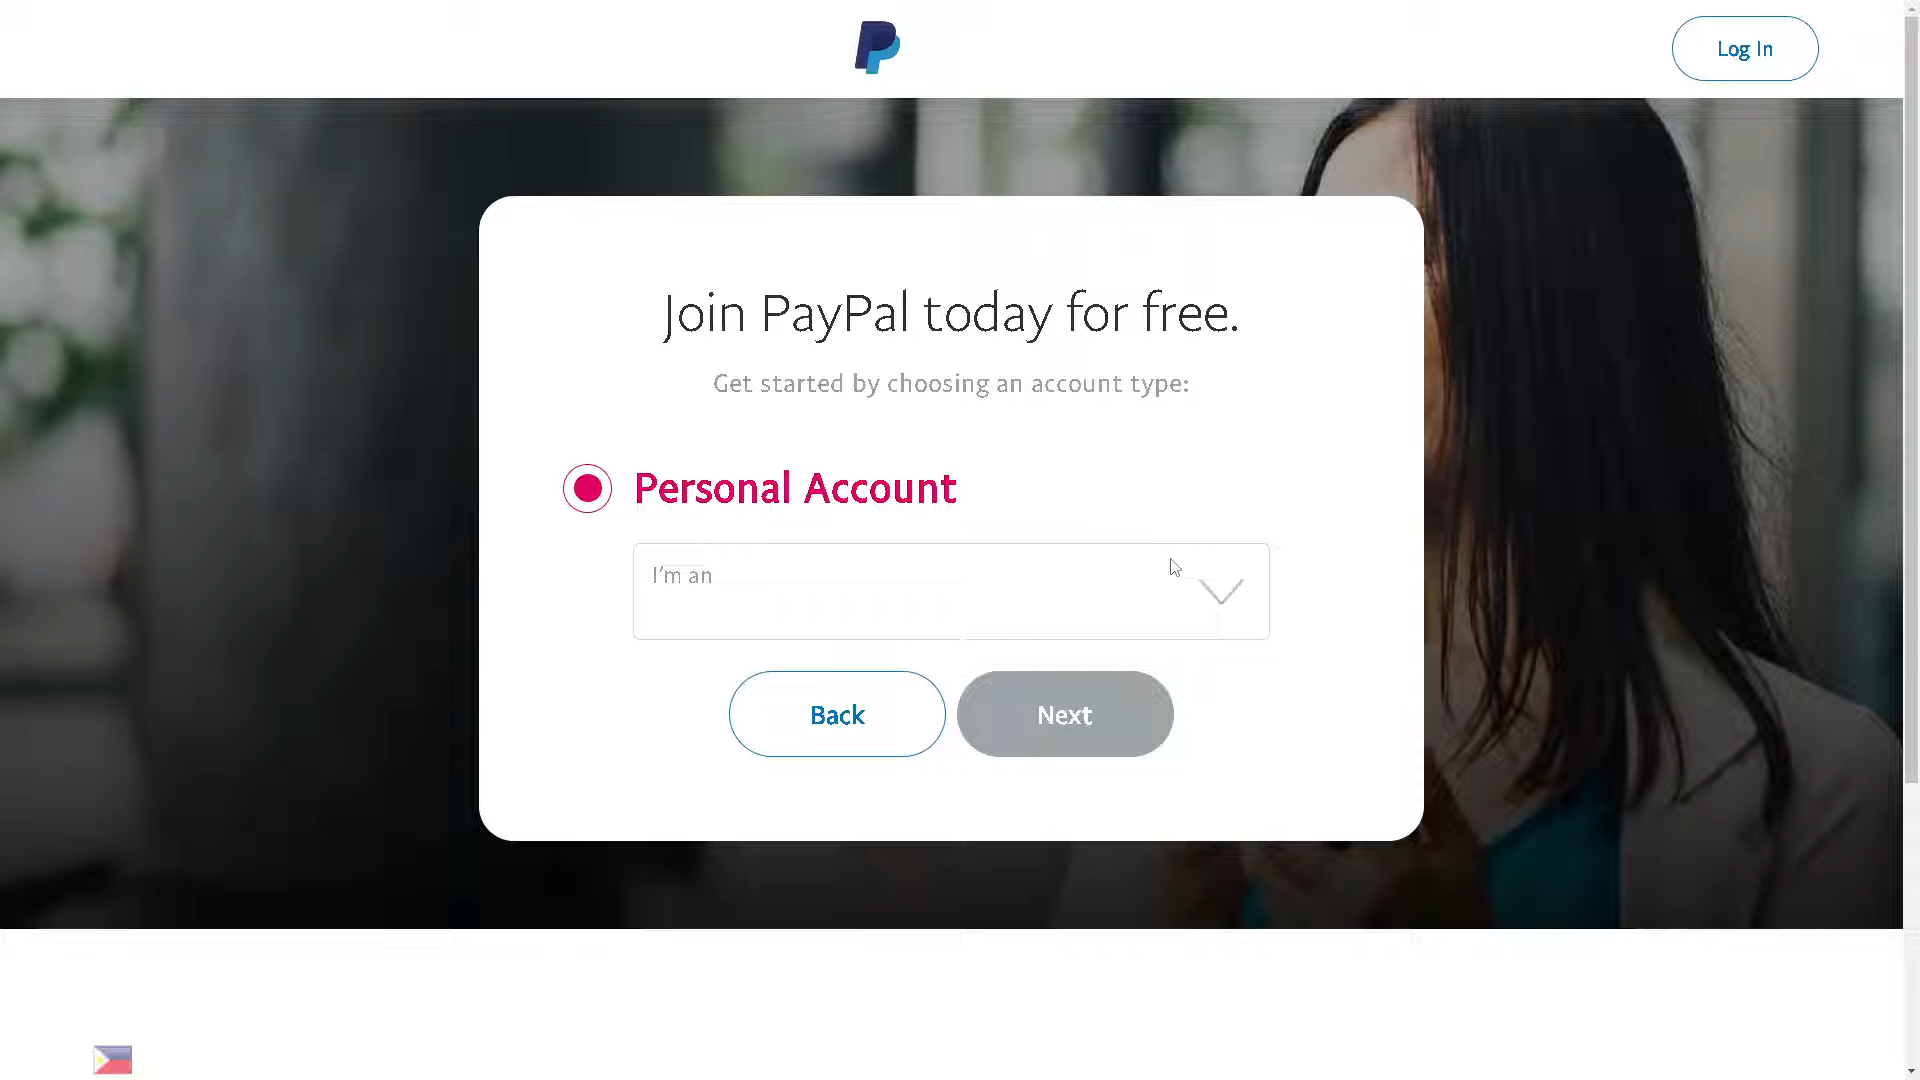 Log In
Join PayPal today for free.
Get started by choosing an account type:
Personal Account
I'm an
Back
Next